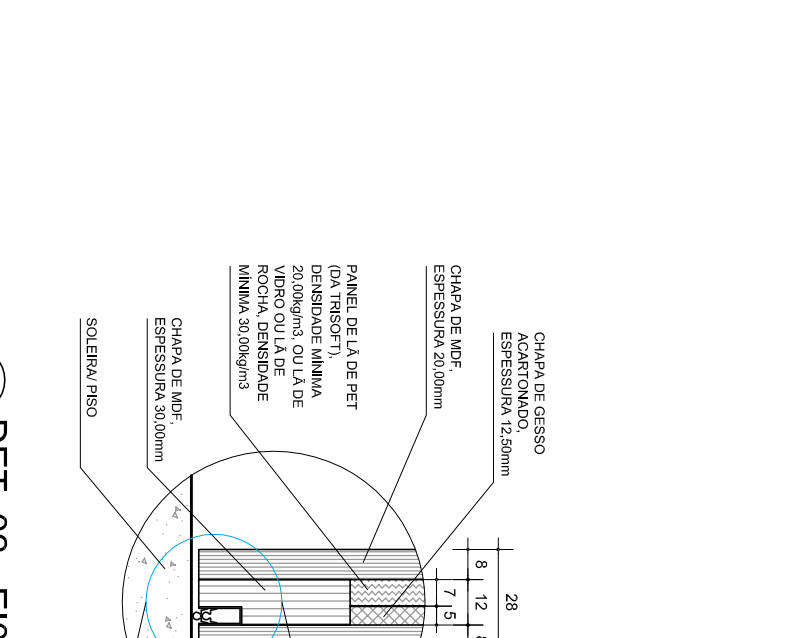 CHAPA DE GESSO
ACARTONADO,
ESPESSURA 12,50mm
CHAPA DE MDF,
ESPESSURA 20,00mm
PAINEL DE LÃ DE PET
(DA TRISOFT),
DENSIDADE MÍNIMA
20,00kg/m3, OU LÃ DE
VIDRO OU LÃ DE
ROCHA, DENSIDADE
MÍNIMA 30,00kg/m3
CHAPA DE MDF,
ESPESSURA 30,00mm
SOLEIRA/ PISO
28
8
12
7
5
DET.